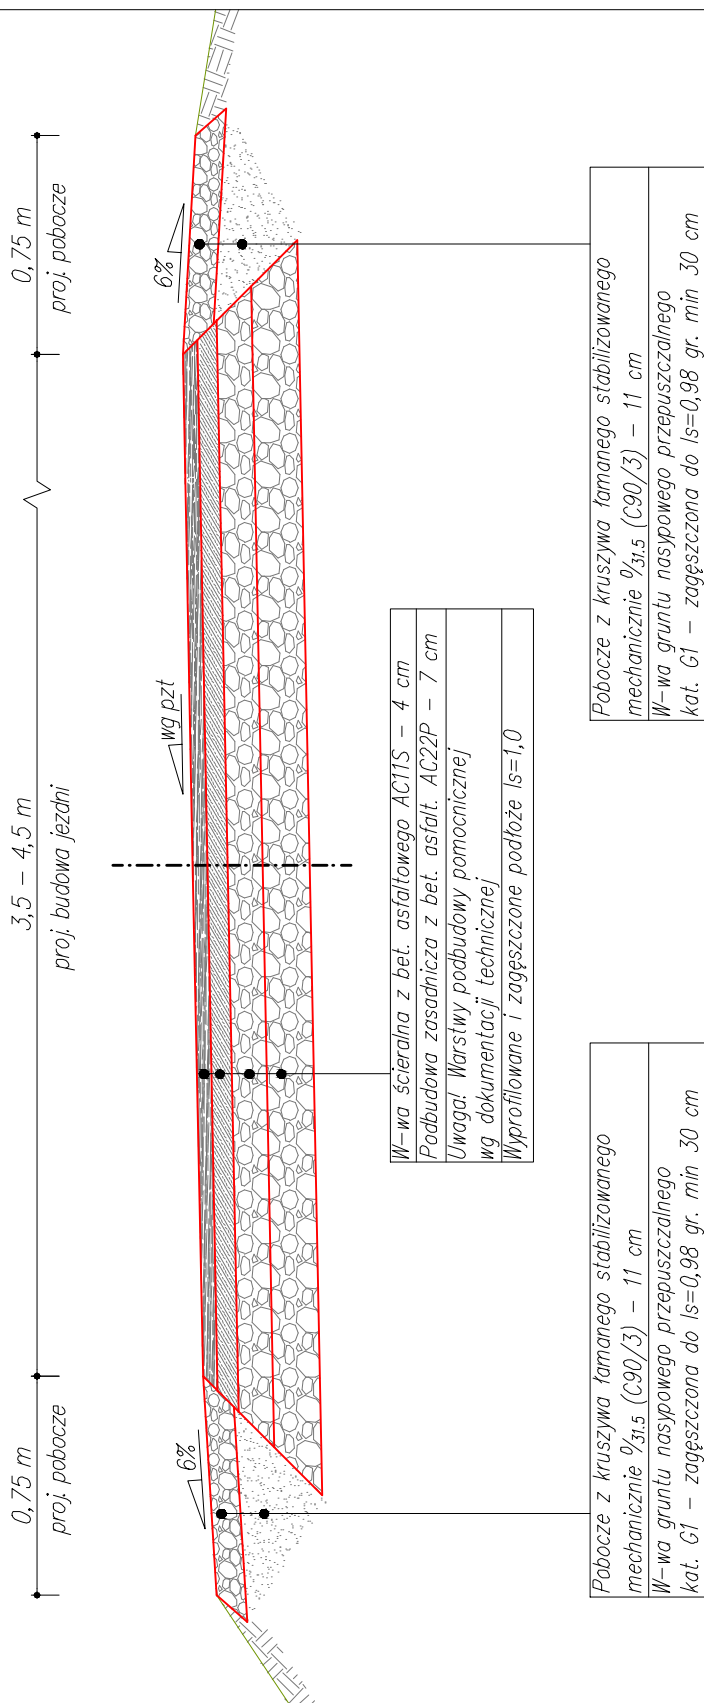 0,75 m
proj. pobocze
3,5 – 4,5 m
proj. budowa jezdni
0,75 m
proj. pobocze
6%
wg pzt
6%
W-wa ścieralna z bet. asfaltowego AC11S – 4 cm
Podbudowa zasadnicza z bet. asfalt. AC22P – 7 cm
Uwaga! Warstwy podbudowy pomocniczej
wg dokumentacji technicznej
Wyprofilowane i zagęszczone podłoże Is=1,0
Pobocze z kruszywa łamanego stabilizowanego
mechanicznie 0/31.5 (C90/3) – 11 cm
W-wa gruntu nasypowego przepuszczalnego
kat. G1 – zagęszczona do Is=0,98 gr. min 30 cm
Pobocze z kruszywa łamanego stabilizowanego
mechanicznie 0/31.5 (C90/3) – 11 cm
W-wa gruntu nasypowego przepuszczalnego
kat. G1 – zagęszczona do Is=0,98 gr. min 30 cm